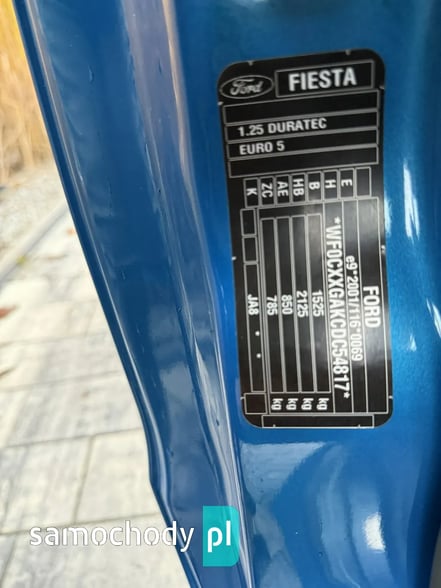 Ford FIESTA
1.25 DURATEC
EURO 5
K ZC AE HB B H E
FORD
e9*2001/116*0069
*WF0CXXGAKCDC54817*
1525 kg
2125 kg
850 kg
785 kg
JA8
samochody pl